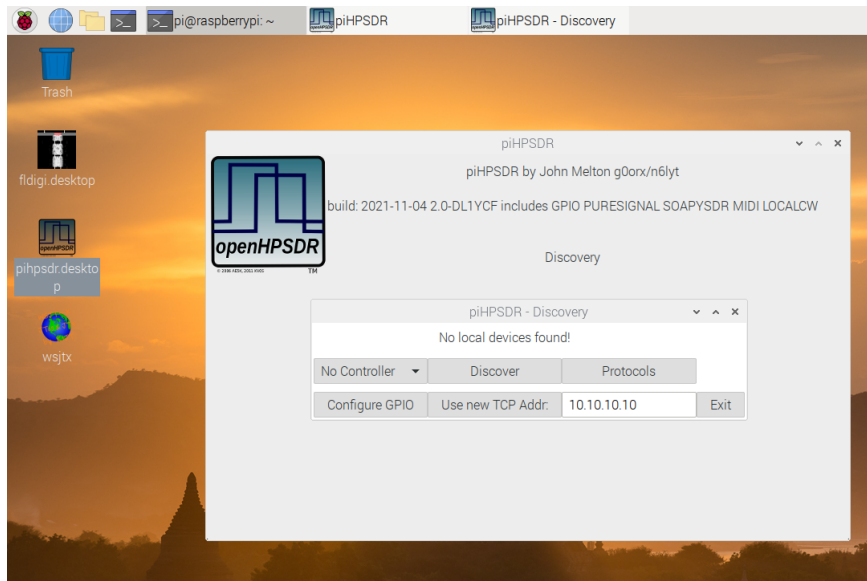 pi@raspberrypi: ~
piHPSDR
piHPSDR - Discovery
Trash
fldigi.desktop
pihpsdr.deskto
p
wsjtx
piHPSDR
openHPSDR
TM
piHPSDR by John Melton g0orx/n6lyt
build: 2021-11-04 2.0-DL1YCF includes GPIO PURESIGNAL SOAPYSDR MIDI LOCALCW
Discovery
piHPSDR - Discovery
No local devices found!
No Controller
Discover
Protocols
Configure GPIO
Use new TCP Addr:
10.10.10.10
Exit